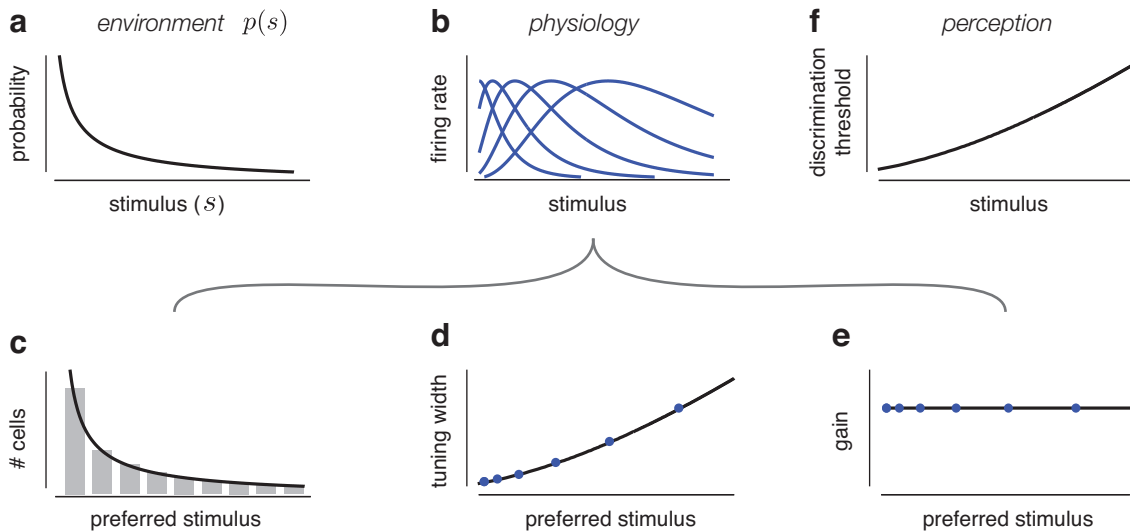 a environment p(s)
probability
stimulus (s)
b physiology
firing rate
stimulus
f perception
discrimination
threshold
stimulus
c
# cells
preferred stimulus
d
tuning width
preferred stimulus
e
gain
preferred stimulus